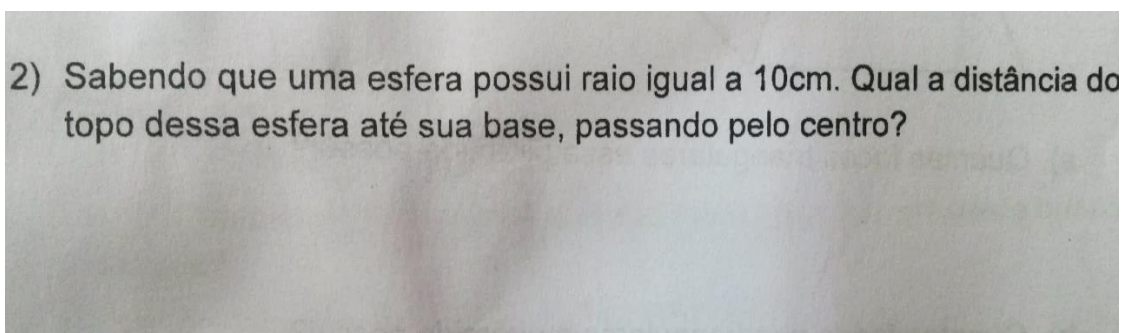 2) Sabendo que uma esfera possui raio igual a 10cm. Qual a distância do
topo dessa esfera até sua base, passando pelo centro?